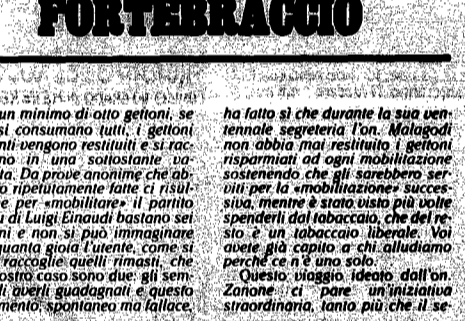 FORTEBRACCIO
un minimo di otto gettoni, se
si consumano tutti, i gettoni
nti vengono restituiti e si rac-
no in una sottostante va-
ta. Da prove anonime che ab-
o ripetutamente fatte ci risul-
e per «mobilitare» il partito
u di Luigi Einaudi bastano sei
ni e non si può immaginare
quanta gioia l'utente, come si
raccoglie quelli rimasti, che
ostro caso sono due: gli sem-
di averli guadagnati e questo
mento, spontaneo ma fallace,
ha fatto sì che durante la sua ven-
tennale segreteria l'on. Malagodi
non abbia mai restituito i gettoni
risparmiati ad ogni mobilitazione
sostenendo che gli sarebbero ser-
viti per la «mobilitazione» succes-
siva, mentre è stato visto più volte
spenderli dal tabaccaio, che del re-
sto è un tabaccaio liberale. Voi
avete già capito a chi alludiamo
perché ce n'è uno solo.
Questo viaggio ideato dall'on.
Zanone ci pare un'iniziativa
straordinaria, tanto più che il se-